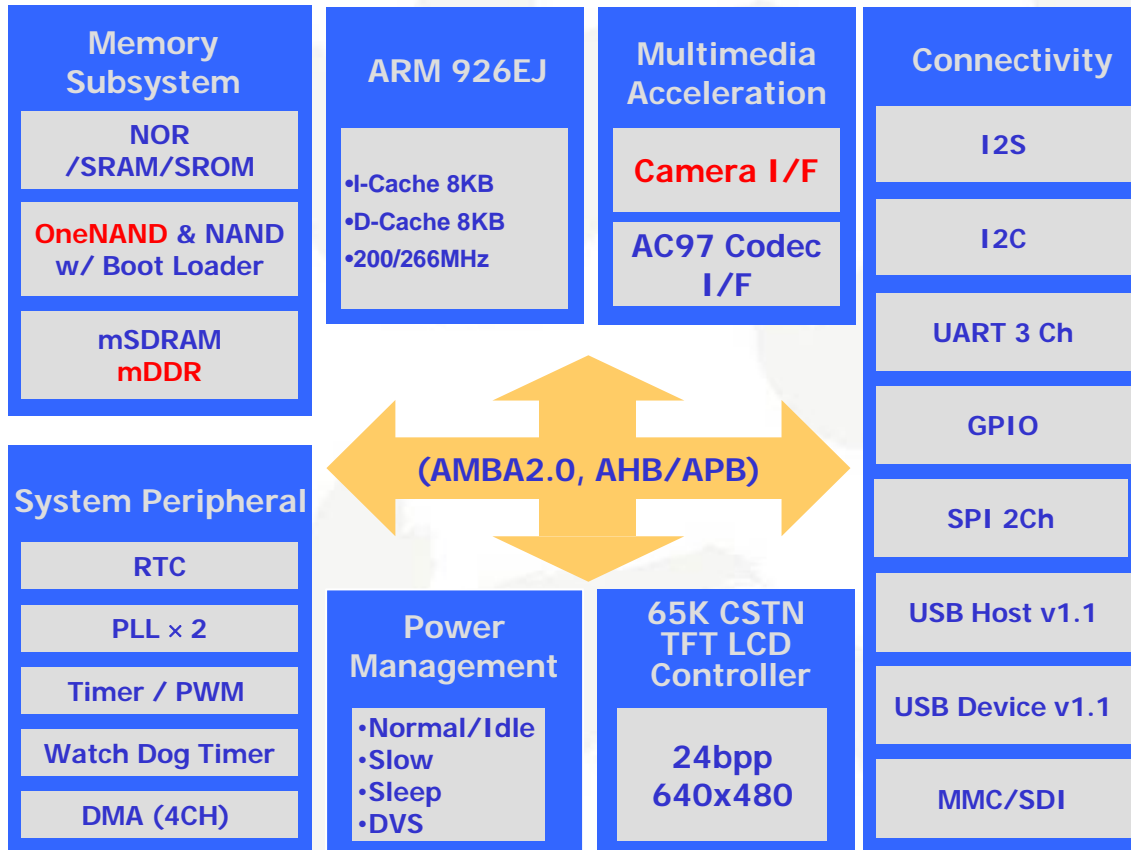 Memory
Subsystem
NOR
/SRAM/SROM
OneNAND & NAND
w/ Boot Loader
mSDRAM
mDDR
System Peripheral
RTC
PLL × 2
Timer / PWM
Watch Dog Timer
DMA (4CH)
ARM 926EJ
•I-Cache 8KB
•D-Cache 8KB
•200/266MHz
Multimedia
Acceleration
Camera I/F
AC97 Codec
I/F
(AMBA2.0, AHB/APB)
Power
Management
•Normal/Idle
•Slow
•Sleep
•DVS
65K CSTN
TFT LCD
Controller
24bpp
640x480
Connectivity
I2S
I2C
UART 3 Ch
GPIO
SPI 2Ch
USB Host v1.1
USB Device v1.1
MMC/SDI